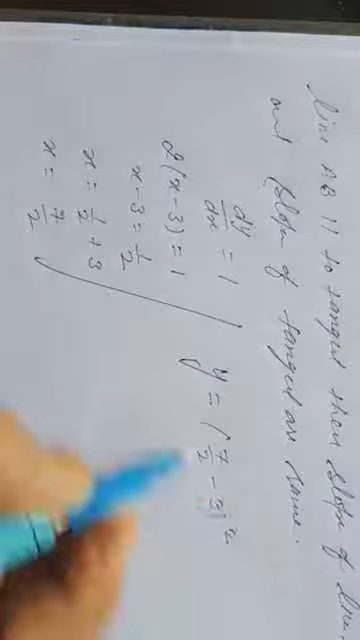 line AB || to tangent then slope of line
and slope of tangent are same.
dy/dx = 1
2(x-3) = 1
x-3 = 1/2
x = 1/2 + 3
x = 7/2
y = (7/2 - 3)²